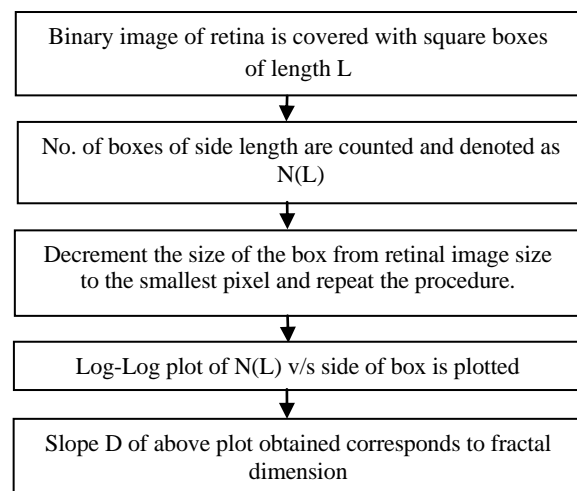 Binary image of retina is covered with square boxes
of length L
No. of boxes of side length are counted and denoted as
N(L)
Decrement the size of the box from retinal image size
to the smallest pixel and repeat the procedure.
Log-Log plot of N(L) v/s side of box is plotted
Slope D of above plot obtained corresponds to fractal
dimension